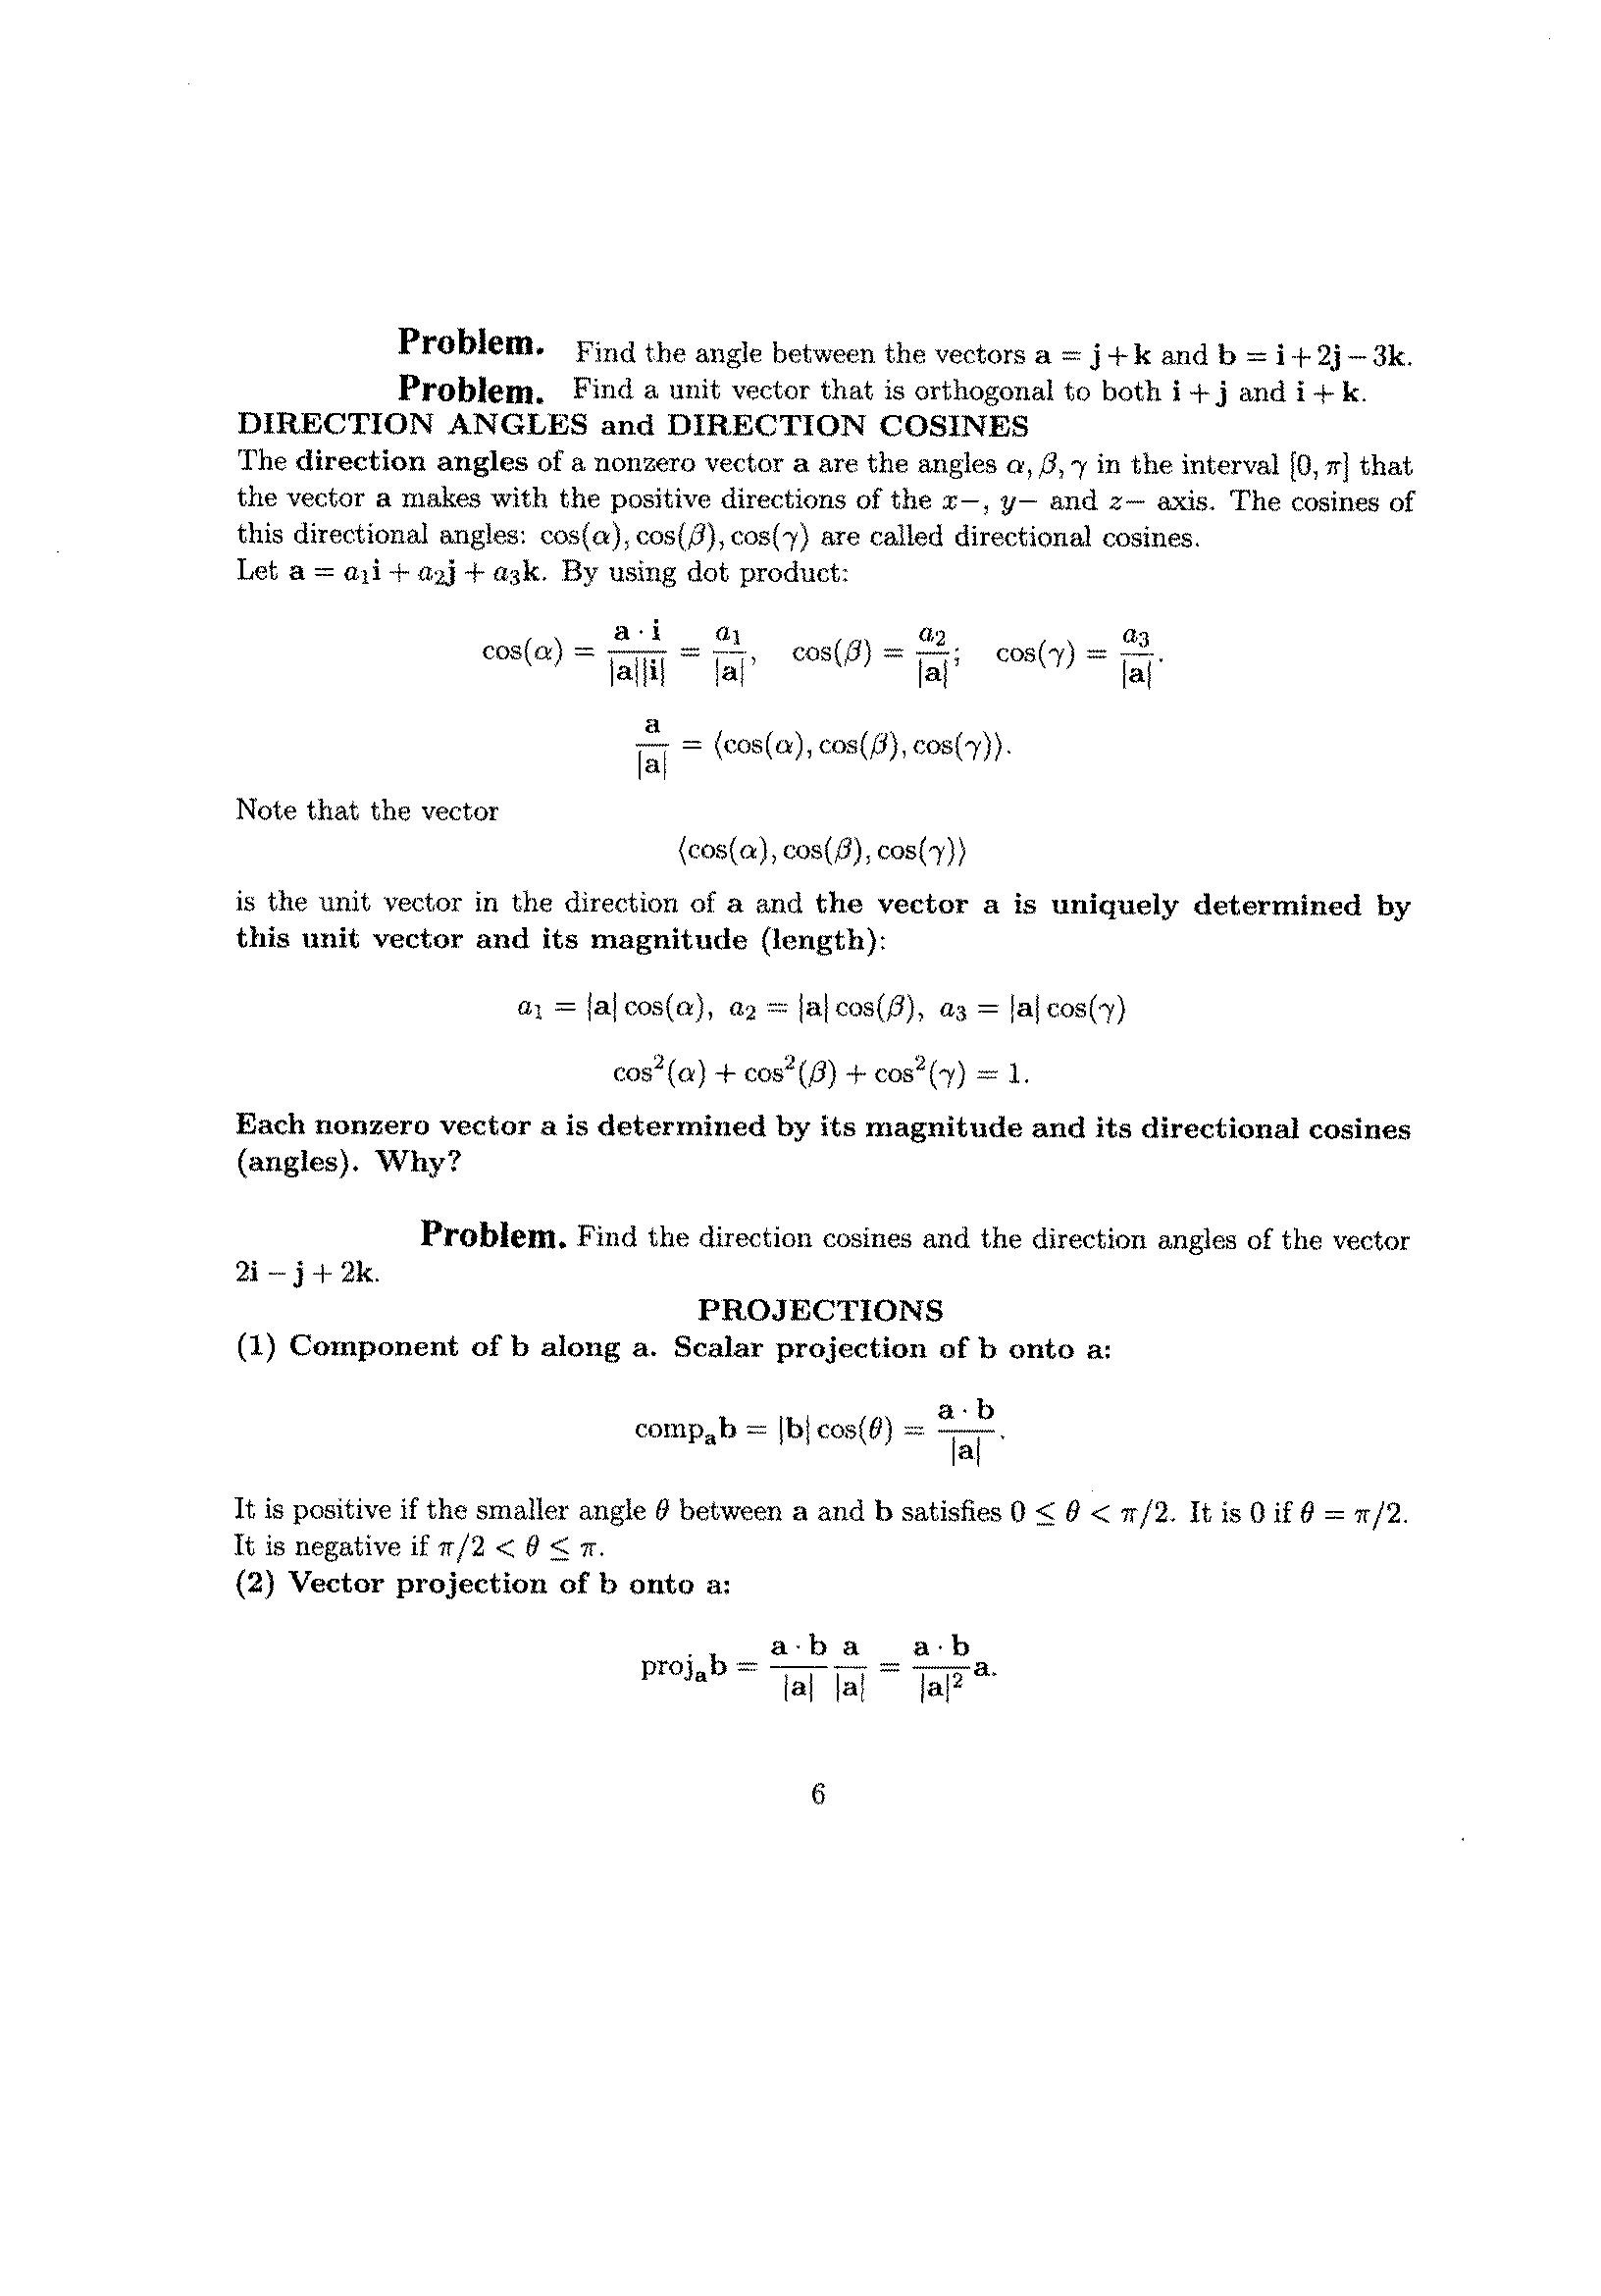 Problem. Find the angle between the vectors a = j + k and b = i + 2j − 3k.
Problem. Find a unit vector that is orthogonal to both i + j and i + k.
DIRECTION ANGLES and DIRECTION COSINES
The direction angles of a nonzero vector a are the angles α, β, γ in the interval [0, π] that
the vector a makes with the positive directions of the x−, y− and z− axis. The cosines of
this directional angles: cos(α), cos(β), cos(γ) are called directional cosines.
Let a = a₁i + a₂j + a₃k. By using dot product:
cos(α) = a · i / |a||i| = a₁ / |a|, cos(β) = a₂ / |a|; cos(γ) = a₃ / |a|.
a / |a| = ⟨cos(α), cos(β), cos(γ)⟩.
Note that the vector
⟨cos(α), cos(β), cos(γ)⟩
is the unit vector in the direction of a and the vector a is uniquely determined by
this unit vector and its magnitude (length):
a₁ = |a| cos(α), a₂ = |a| cos(β), a₃ = |a| cos(γ)
cos²(α) + cos²(β) + cos²(γ) = 1.
Each nonzero vector a is determined by its magnitude and its directional cosines
(angles). Why?
Problem. Find the direction cosines and the direction angles of the vector
2i − j + 2k.
PROJECTIONS
(1) Component of b along a. Scalar projection of b onto a:
compₐb = |b| cos(θ) = a · b / |a|.
It is positive if the smaller angle θ between a and b satisfies 0 ≤ θ < π/2. It is 0 if θ = π/2.
It is negative if π/2 < θ ≤ π.
(2) Vector projection of b onto a:
projₐb = a · b / |a| a / |a| = a · b / |a|² a.
6